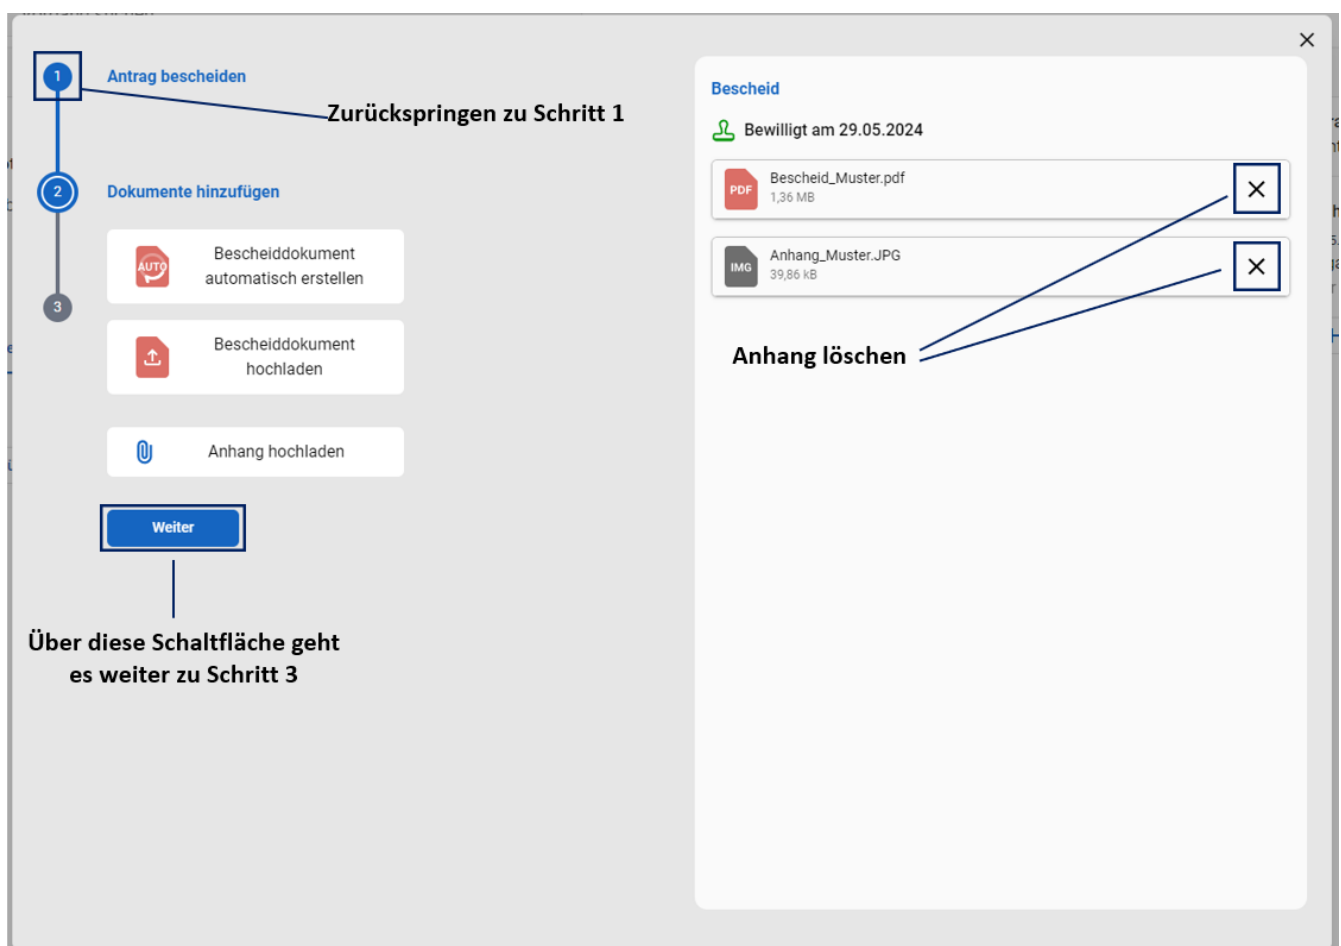 1
Antrag bescheiden
Zurückspringen zu Schritt 1
2
Dokumente hinzufügen
AUTO
Bescheiddokument
automatisch erstellen
3
Bescheiddokument
hochladen
Anhang hochladen
Weiter
Über diese Schaltfläche geht
es weiter zu Schritt 3
Bescheid
Bewilligt am 29.05.2024
PDF
Bescheid_Muster.pdf
1,36 MB
IMG
Anhang_Muster.JPG
39,86 kB
Anhang löschen